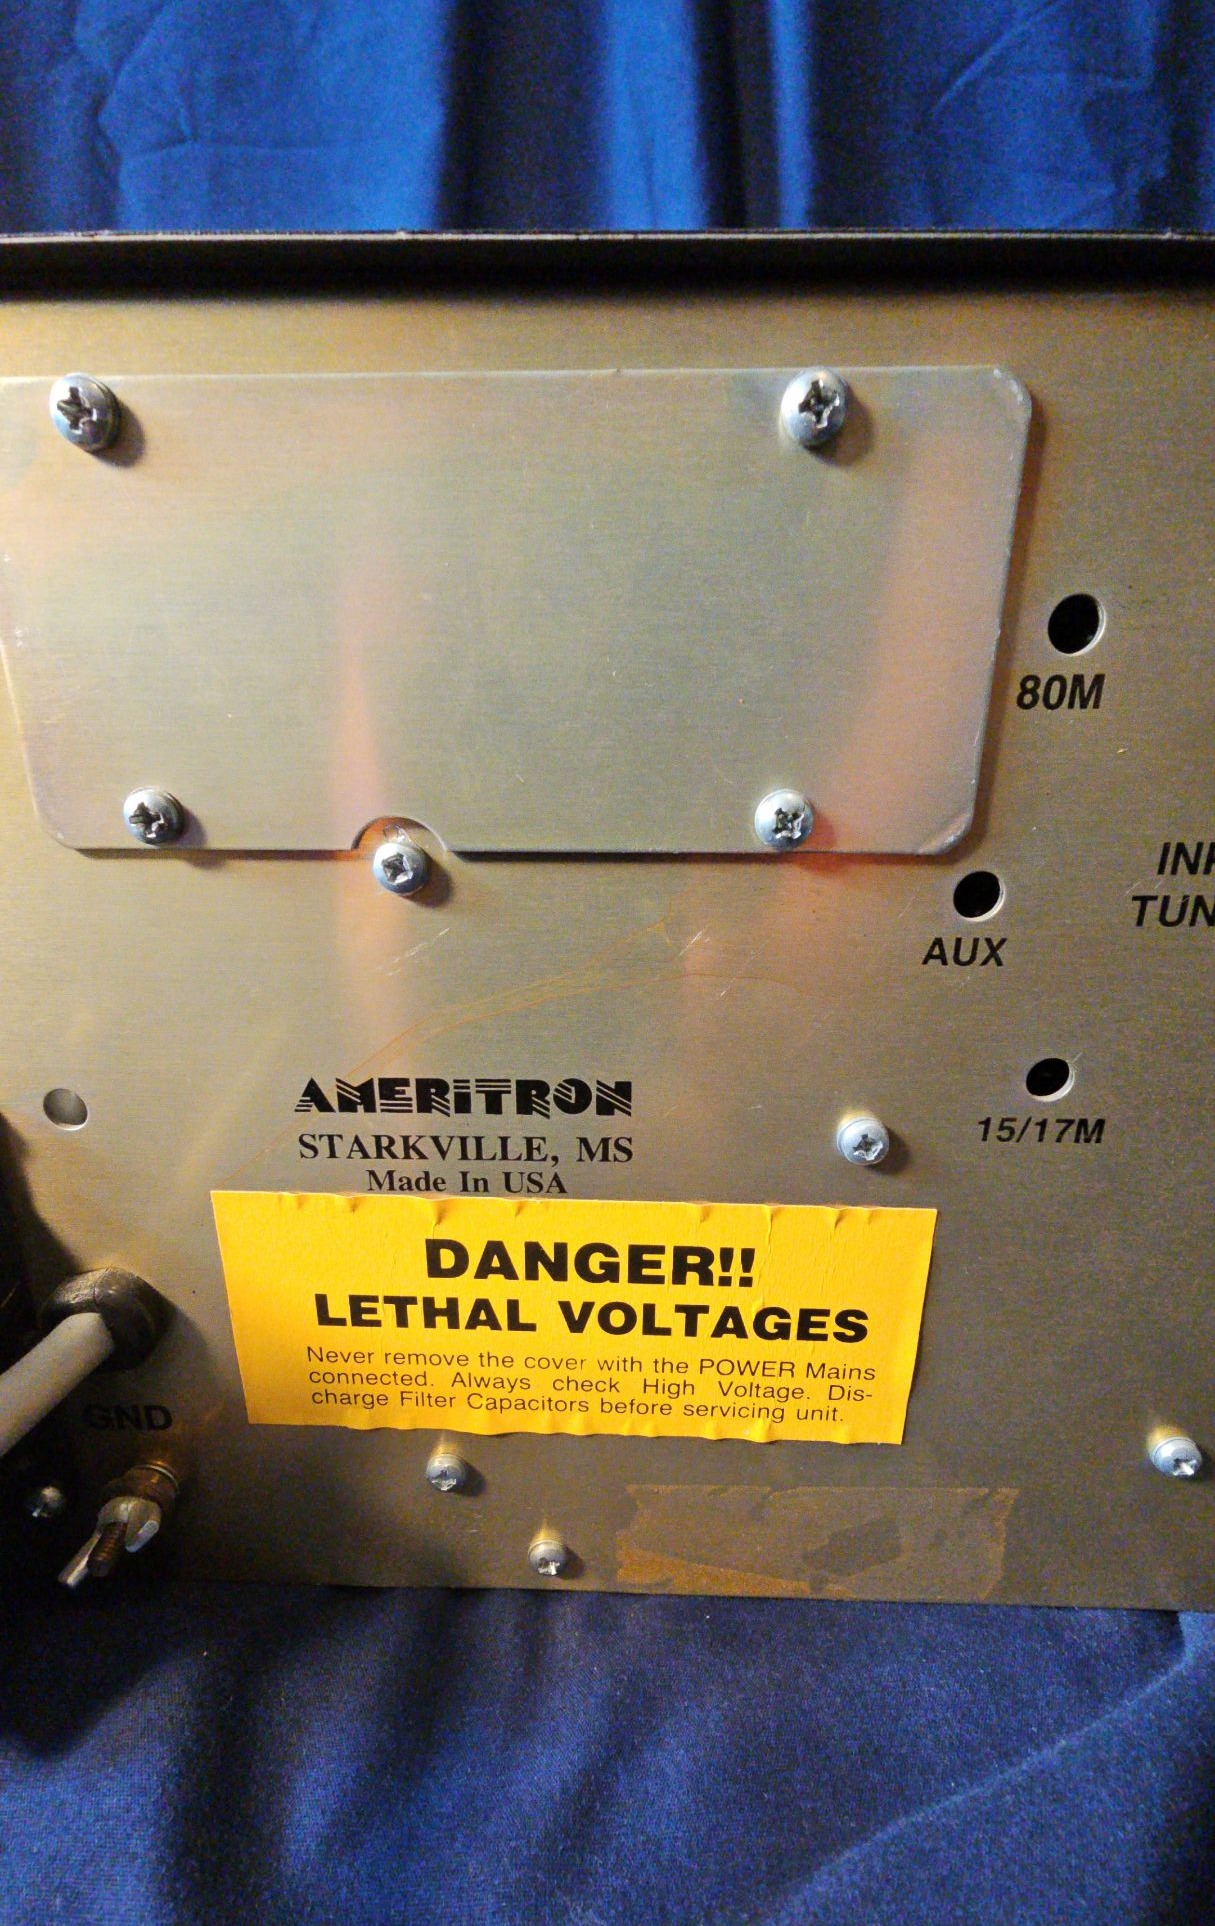 80M
AUX
15/17M
AMERITRON
STARKVILLE, MS
Made In USA
DANGER!!
LETHAL VOLTAGES
Never remove the cover with the POWER Mains
connected. Always check High Voltage. Dis-
charge Filter Capacitors before servicing unit.
GND